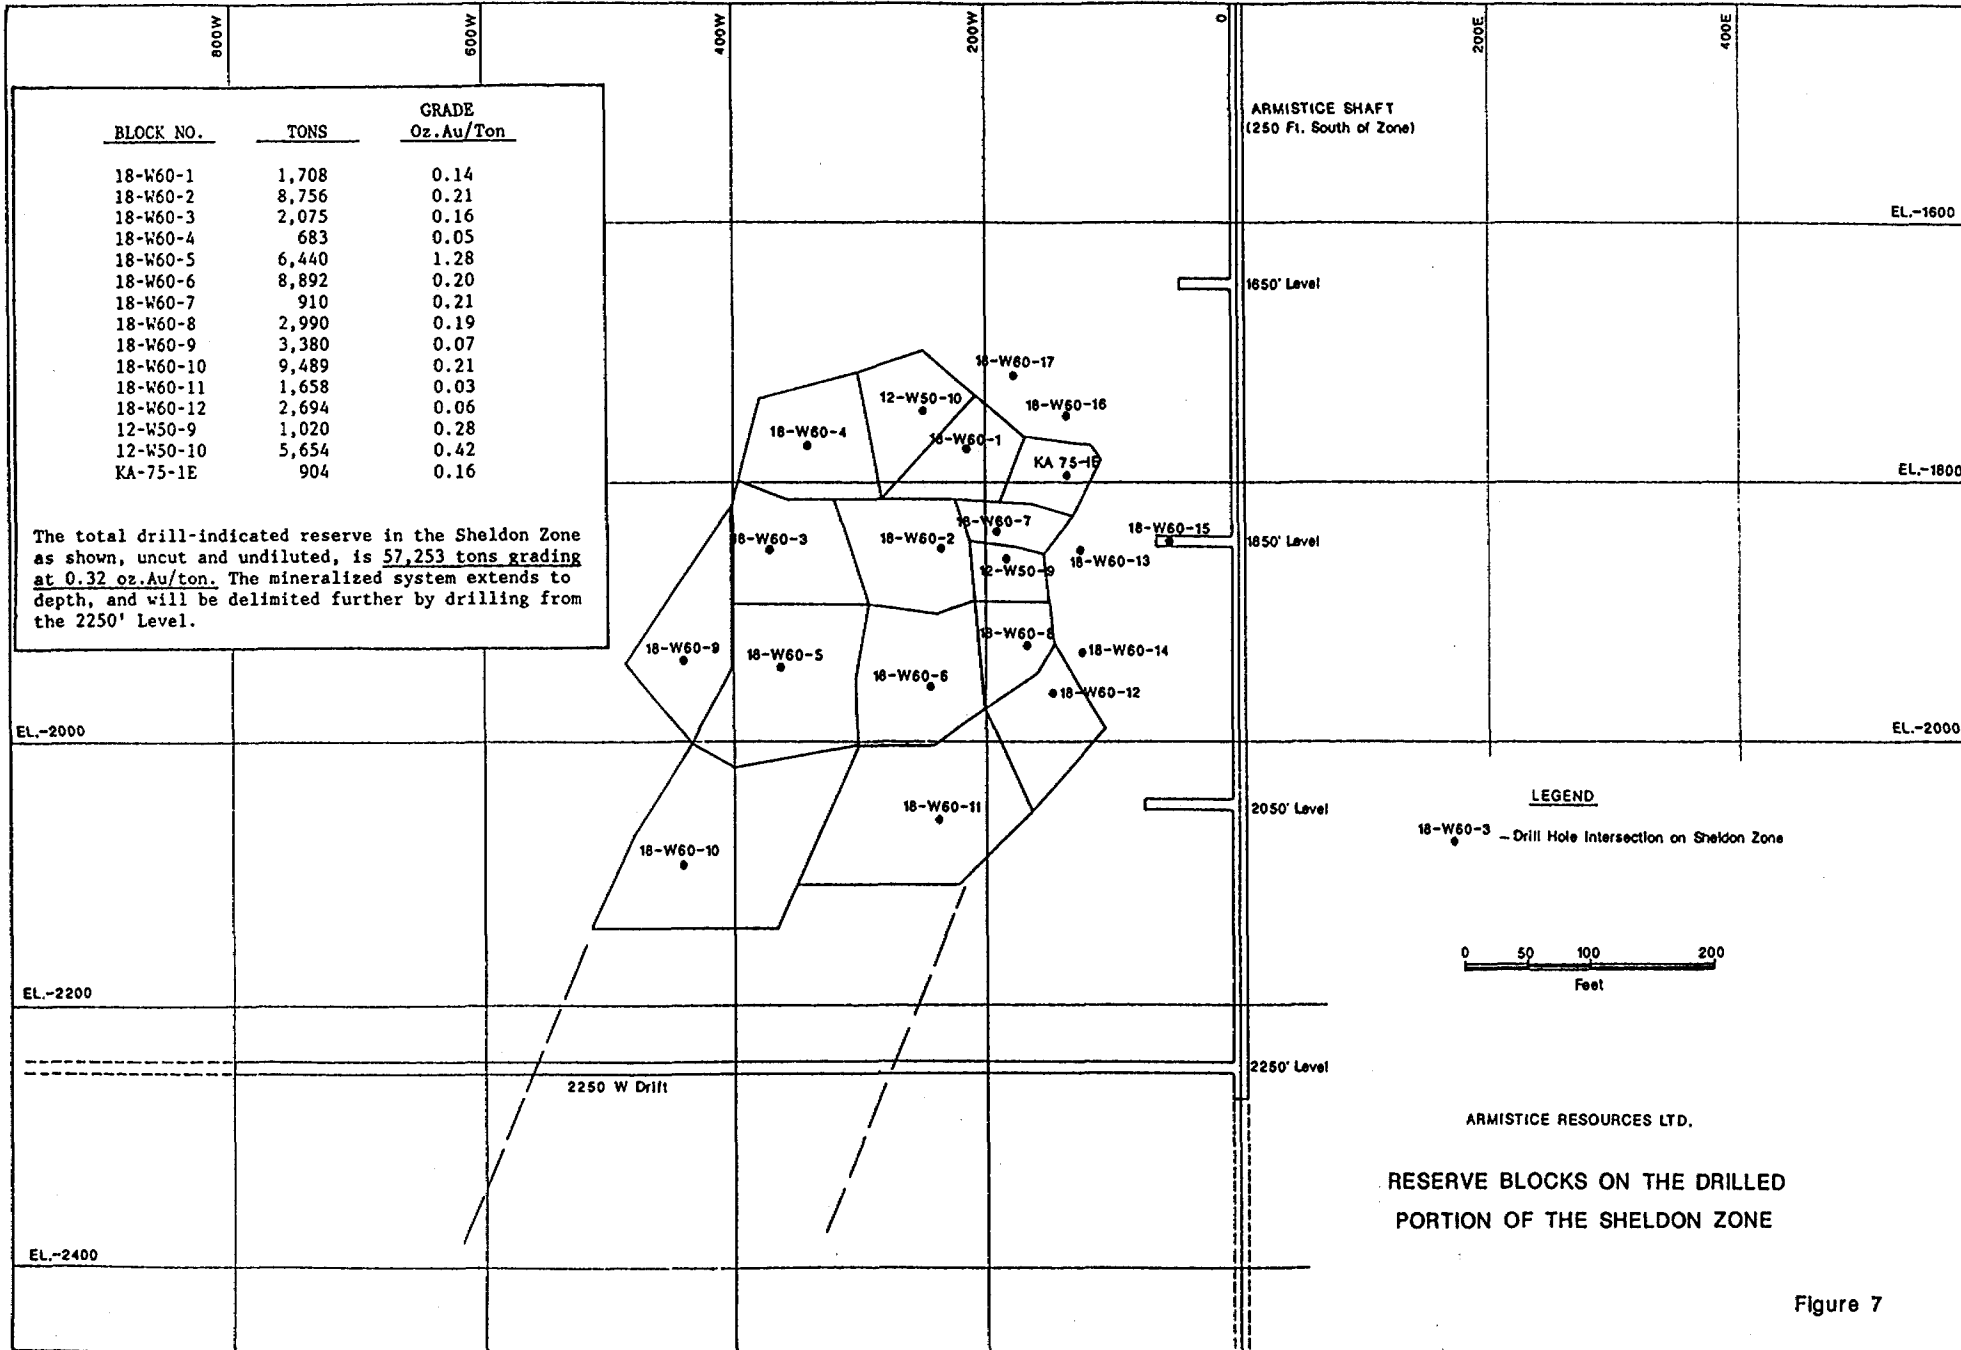 800W
600W
400W
200W
0
200E
400E
GRADE
BLOCK NO. TONS Oz.Au/Ton
18-W60-1 1,708 0.14
18-W60-2 8,756 0.21
18-W60-3 2,075 0.16
18-W60-4 683 0.05
18-W60-5 6,440 1.28
18-W60-6 8,892 0.20
18-W60-7 910 0.21
18-W60-8 2,990 0.19
18-W60-9 3,380 0.07
18-W60-10 9,489 0.21
18-W60-11 1,658 0.03
18-W60-12 2,694 0.06
12-W50-9 1,020 0.28
12-W50-10 5,654 0.42
KA-75-1E 904 0.16
The total drill-indicated reserve in the Sheldon Zone
as shown, uncut and undiluted, is 57,253 tons grading
at 0.32 oz.Au/ton. The mineralized system extends to
depth, and will be delimited further by drilling from
the 2250' Level.
ARMISTICE SHAFT
(250 Ft. South of Zone)
EL.-1600
1650' Level
18-W60-17
12-W50-10
18-W60-16
18-W60-4
18-W60-1
KA 75-1E
EL.-1800
18-W60-7
18-W60-15
18-W60-3
18-W60-2
1850' Level
18-W60-13
12-W50-9
18-W60-8
18-W60-9
18-W60-5
18-W60-14
18-W60-6
18-W60-12
EL.-2000
EL.-2000
18-W60-11
2050' Level
18-W60-10
LEGEND
18-W60-3 - Drill Hole Intersection on Sheldon Zone
0 50 100 200
Feet
EL.-2200
2250' Level
2250 W Drift
EL.-2400
ARMISTICE RESOURCES LTD.
RESERVE BLOCKS ON THE DRILLED
PORTION OF THE SHELDON ZONE
Figure 7